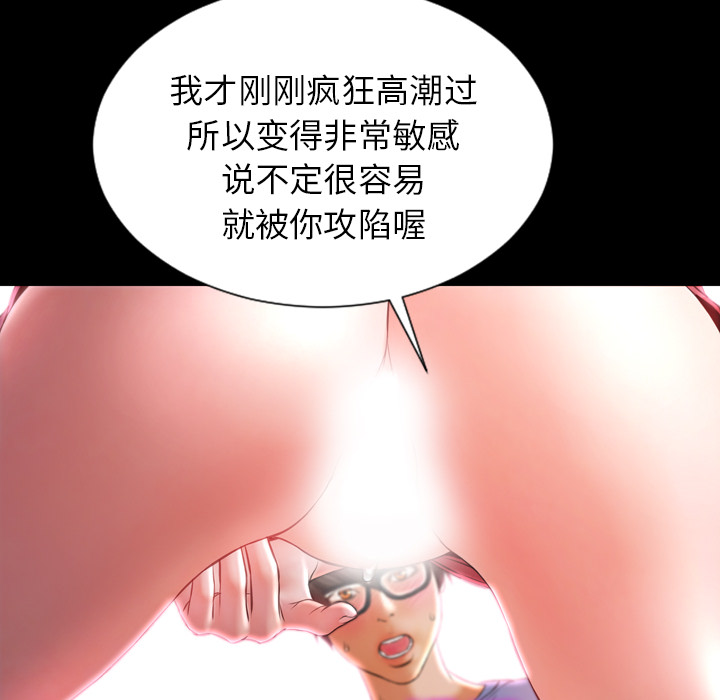 我才刚刚疯狂高潮过
所以变得非常敏感
说不定很容易
就被你攻陷喔